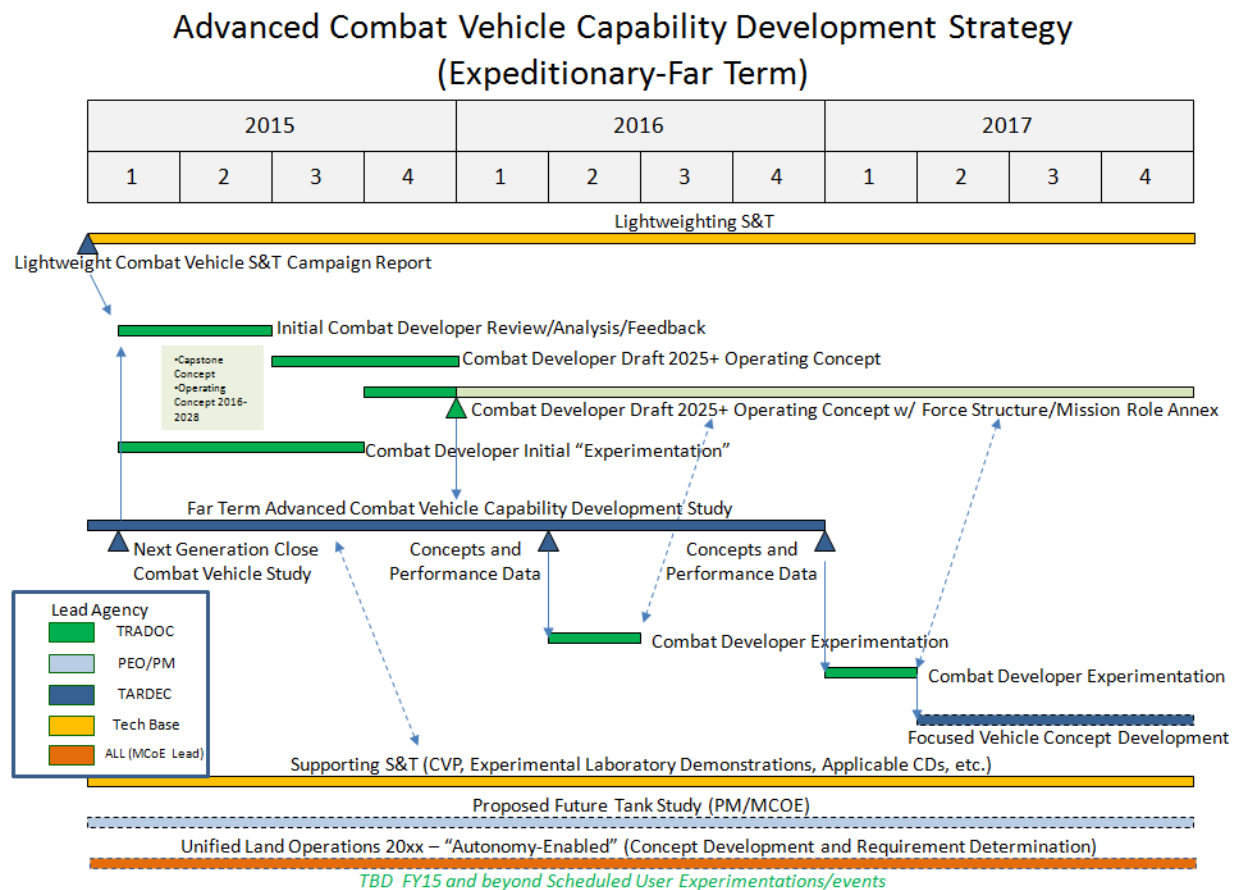 Advanced Combat Vehicle Capability Development Strategy
(Expeditionary-Far Term)
2015 2016 2017
1 2 3 4 1 2 3 4 1 2 3 4
Lightweighting S&T
Lightweight Combat Vehicle S&T Campaign Report
Initial Combat Developer Review/Analysis/Feedback
•Capstone
Concept
•Operating
Concept 2016-
2028
Combat Developer Draft 2025+ Operating Concept
Combat Developer Draft 2025+ Operating Concept w/ Force Structure/Mission Role Annex
Combat Developer Initial “Experimentation”
Far Term Advanced Combat Vehicle Capability Development Study
Next Generation Close
Combat Vehicle Study
Concepts and
Performance Data
Concepts and
Performance Data
Combat Developer Experimentation
Combat Developer Experimentation
Focused Vehicle Concept Development
Lead Agency
TRADOC
PEO/PM
TARDEC
Tech Base
ALL (MCoE Lead)
Supporting S&T (CVP, Experimental Laboratory Demonstrations, Applicable CDs, etc.)
Proposed Future Tank Study (PM/MCOE)
Unified Land Operations 20xx – “Autonomy-Enabled” (Concept Development and Requirement Determination)
TBD FY15 and beyond Scheduled User Experimentations/events